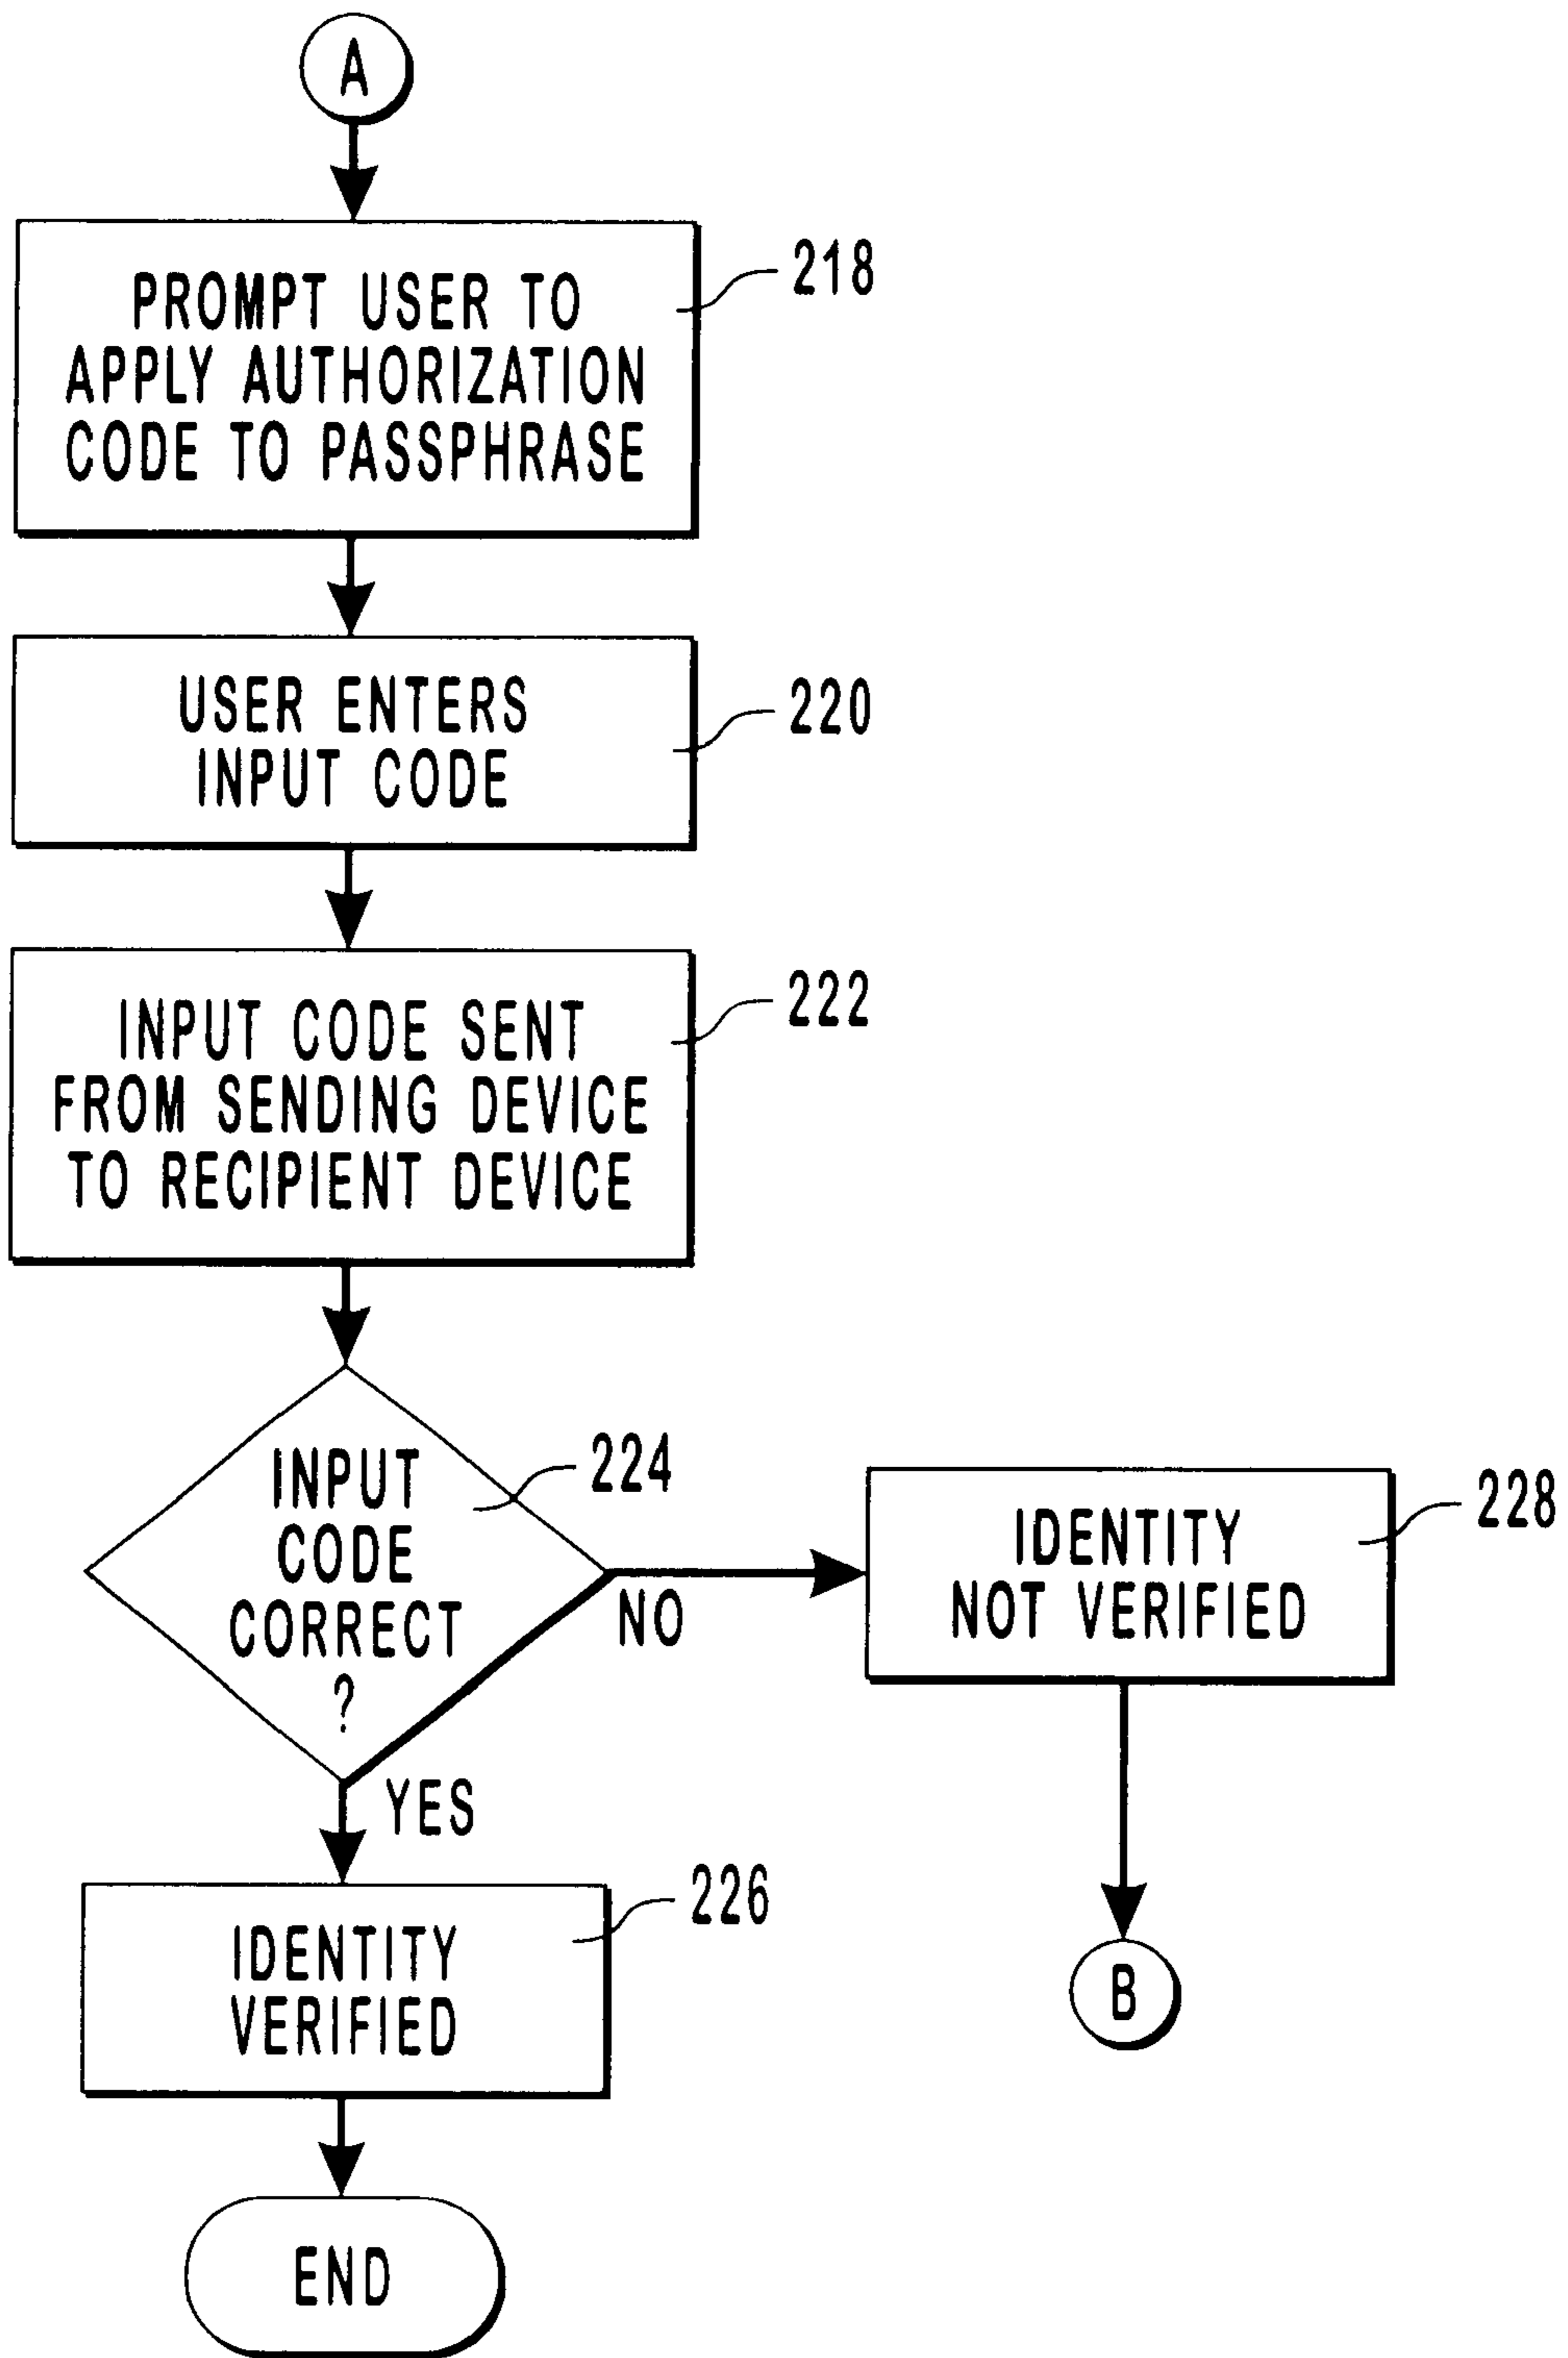 A
PROMPT USER TO
APPLY AUTHORIZATION
CODE TO PASSPHRASE
218
USER ENTERS
INPUT CODE
220
INPUT CODE SENT
FROM SENDING DEVICE
TO RECIPIENT DEVICE
222
INPUT
CODE
CORRECT
?
224
NO
IDENTITY
NOT VERIFIED
228
YES
IDENTITY
VERIFIED
226
B
END